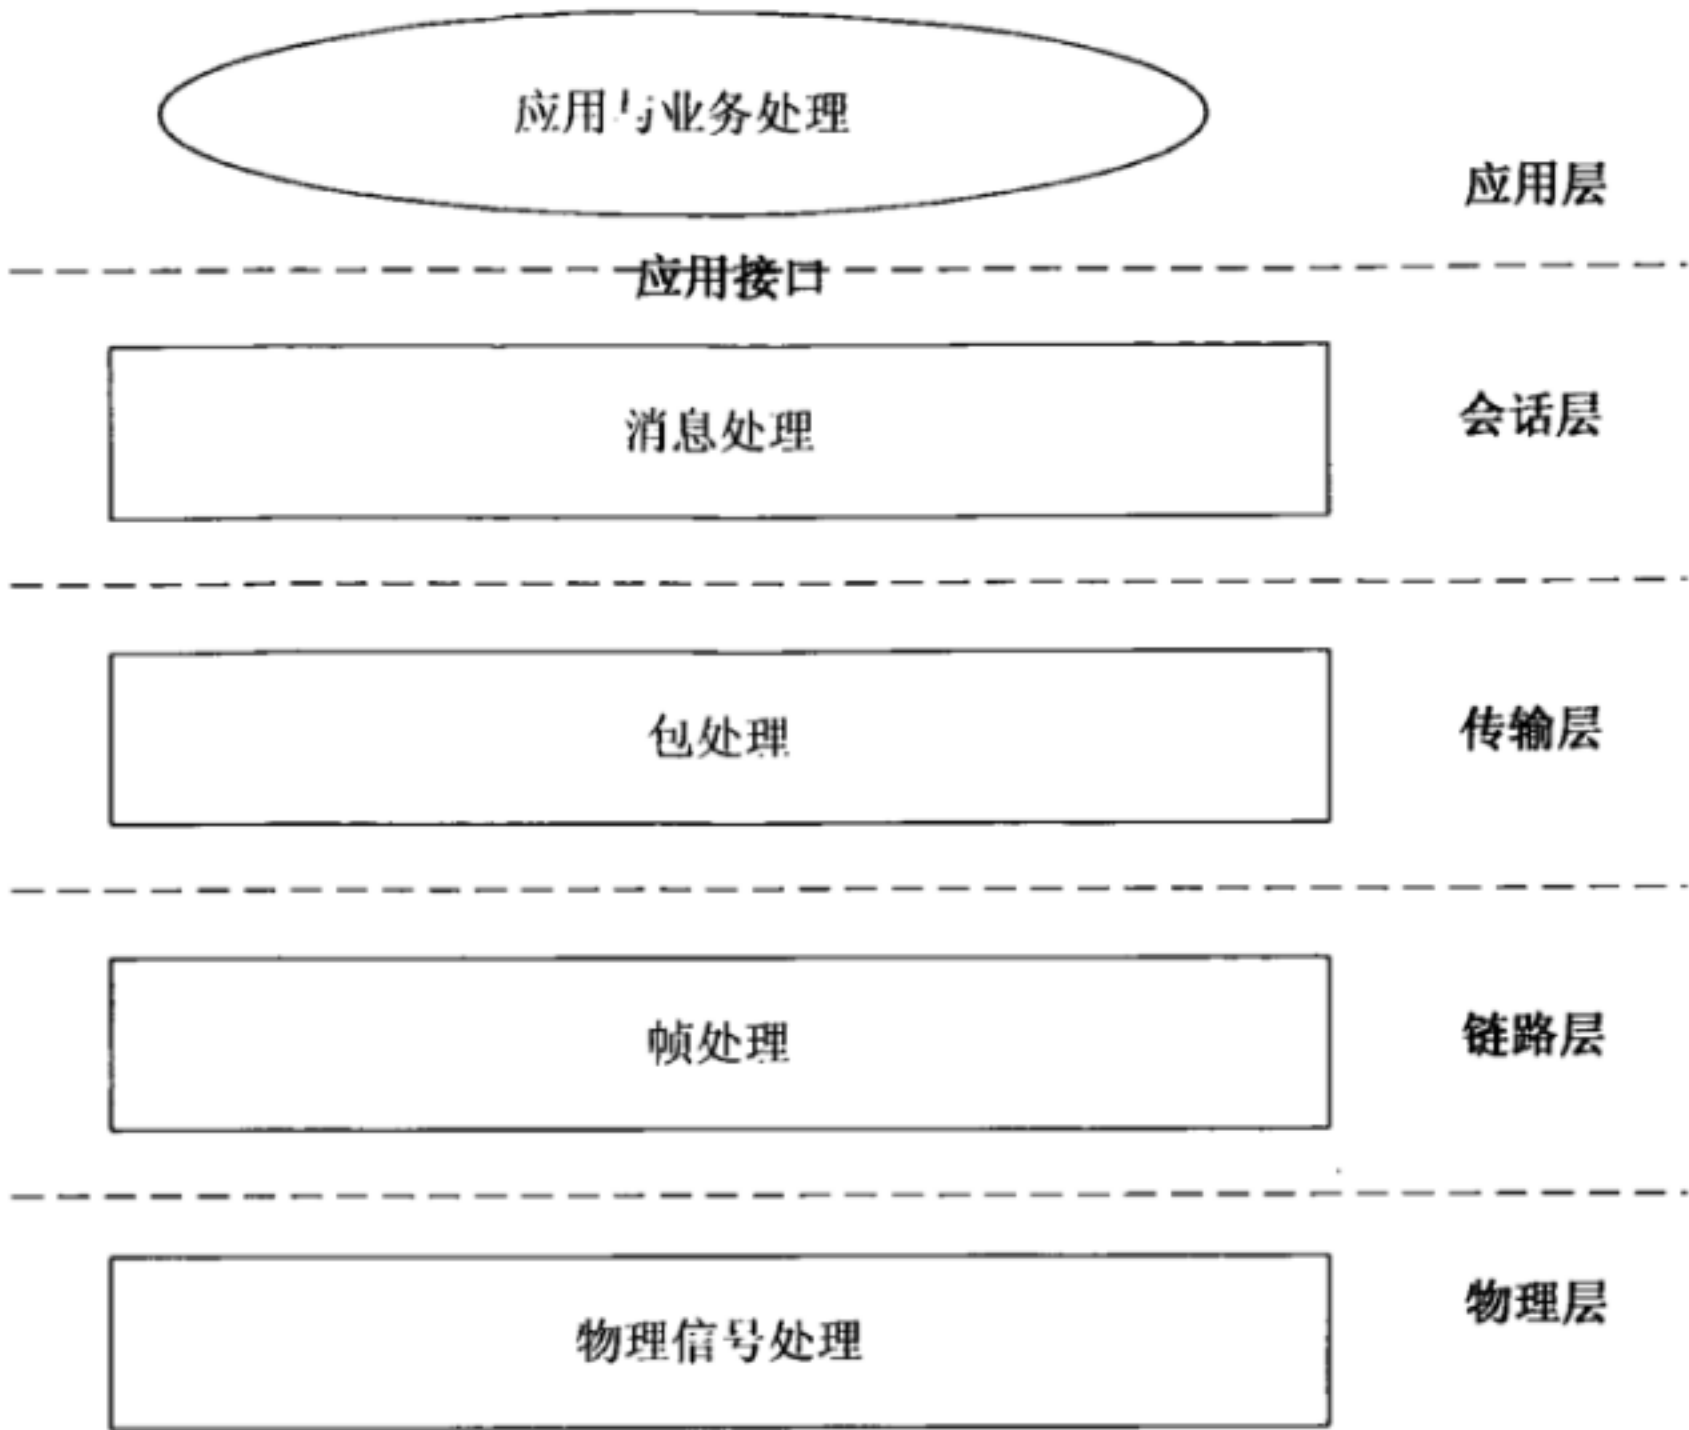 应用与业务处理
应用层
应用接口
消息处理
会话层
包处理
传输层
帧处理
链路层
物理信号处理
物理层